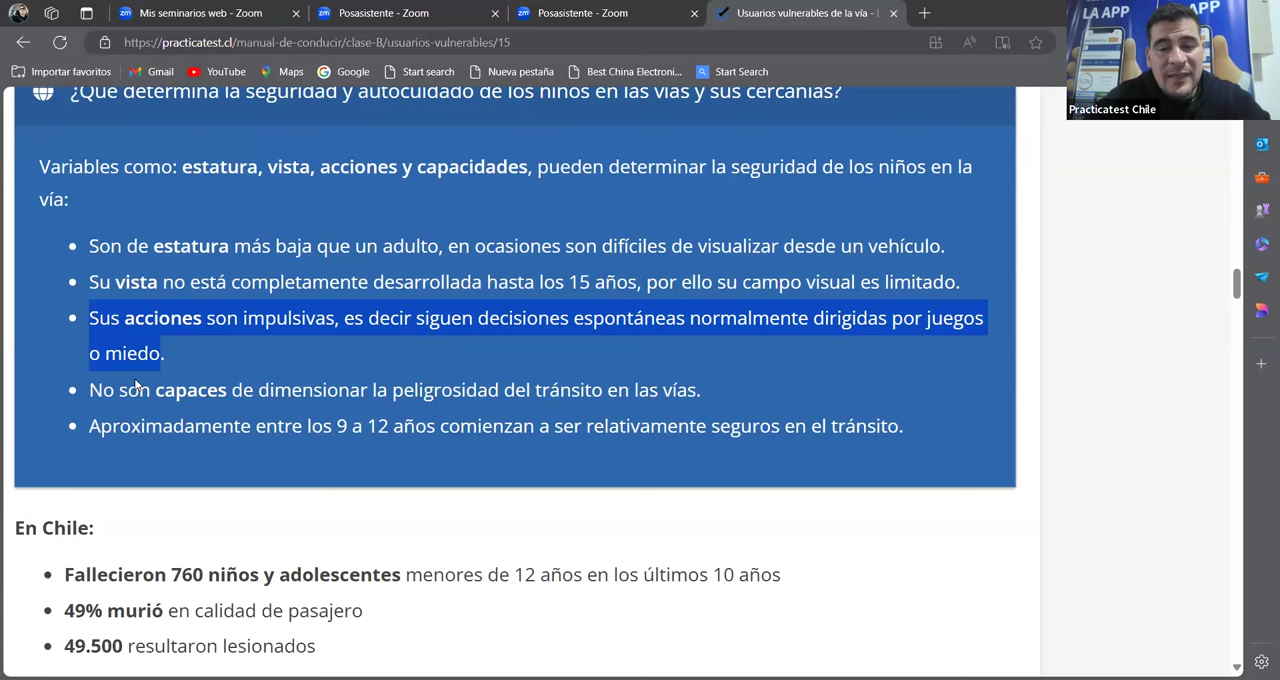 Mis seminarios web - Zoom
Posasistente - Zoom
Posasistente - Zoom
Usuarios vulnerables de la vía - L
https://practicatest.cl/manual-de-conducir/clase-B/usuarios-vulnerables/15
Importar favoritos
Gmail
YouTube
Maps
Google
Start search
Nueva pestaña
Best China Electroni...
Start Search
LA APP
APP
Practicatest Chile
¿Qué determina la seguridad y autocuidado de los niños en las vías y sus cercanías?
Variables como: estatura, vista, acciones y capacidades, pueden determinar la seguridad de los niños en la
vía:
Son de estatura más baja que un adulto, en ocasiones son difíciles de visualizar desde un vehículo.
Su vista no está completamente desarrollada hasta los 15 años, por ello su campo visual es limitado.
Sus acciones son impulsivas, es decir siguen decisiones espontáneas normalmente dirigidas por juegos
o miedo.
No son capaces de dimensionar la peligrosidad del tránsito en las vías.
Aproximadamente entre los 9 a 12 años comienzan a ser relativamente seguros en el tránsito.
En Chile:
Fallecieron 760 niños y adolescentes menores de 12 años en los últimos 10 años
49% murió en calidad de pasajero
49.500 resultaron lesionados